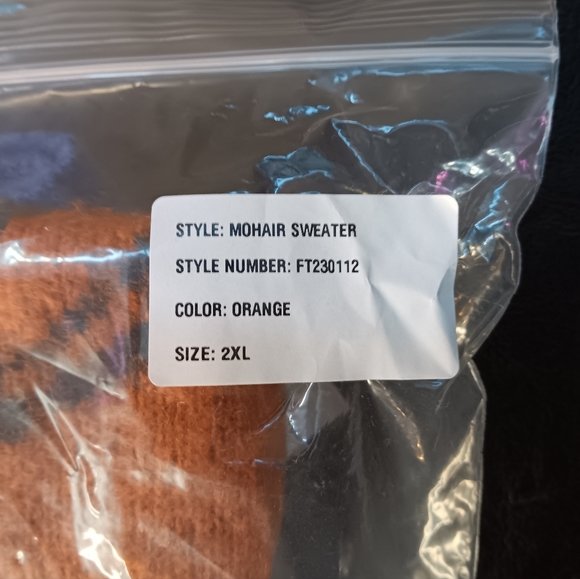 STYLE: MOHAIR SWEATER
STYLE NUMBER: FT230112
COLOR: ORANGE
SIZE: 2XL